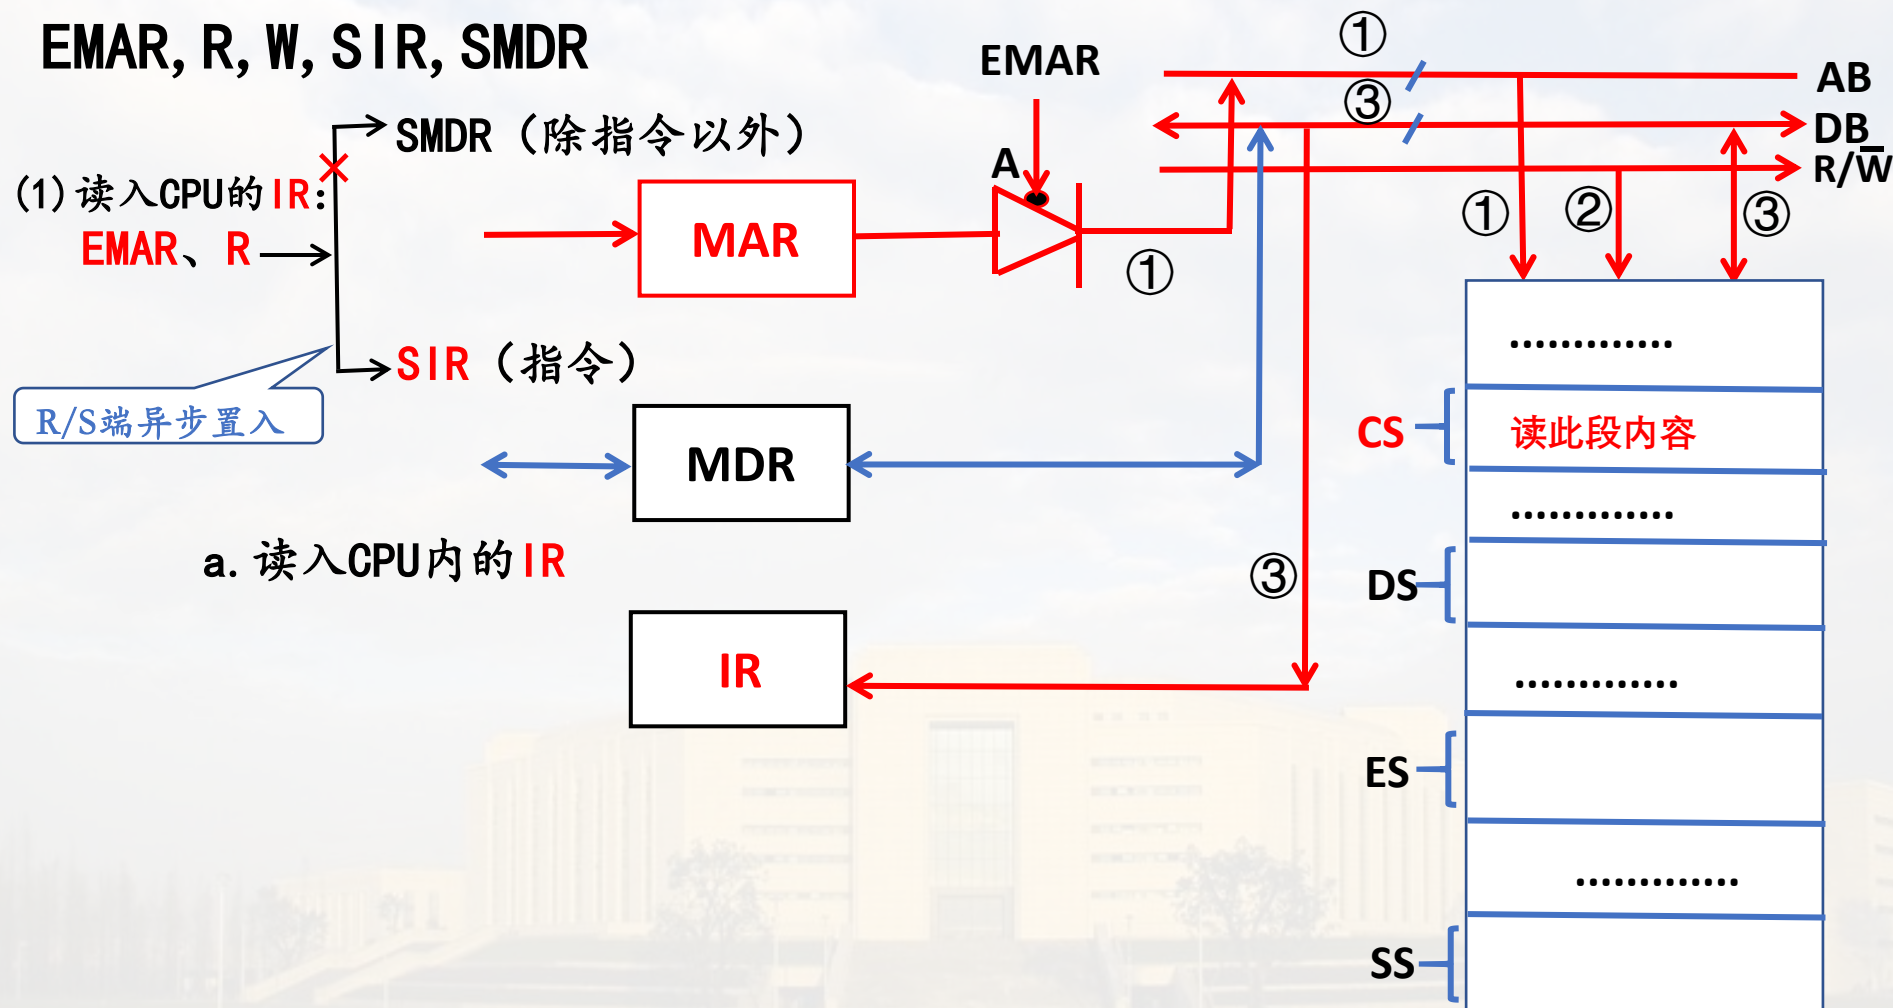 EMAR,R,W,SIR,SMDR
SMDR（除指令以外）
(1)读入CPU的IR:
EMAR、R
SIR（指令）
R/S端异步置入
EMAR
A
MAR
①
MDR
a.读入CPU内的IR
IR
③
①
③
AB
DB
R/W̅
①
②
③
.............
CS
读此段内容
.............
DS
.............
ES
.............
SS